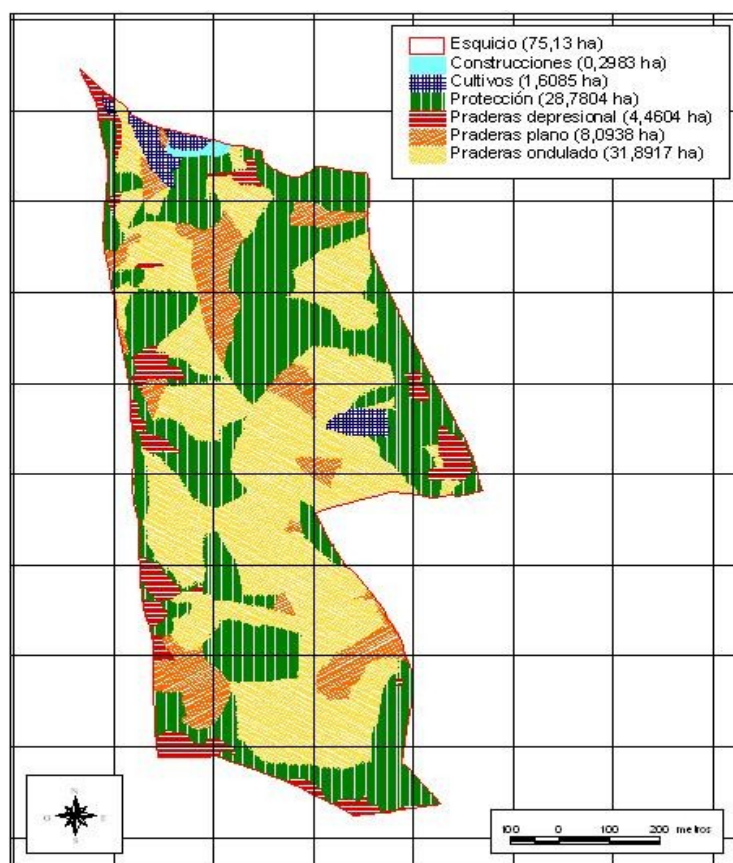 Esquicio (75,13 ha)
Construcciones (0,2983 ha)
Cultivos (1,6085 ha)
Protección (28,7804 ha)
Praderas depresional (4,4604 ha)
Praderas plano (8,0938 ha)
Praderas ondulado (31,8917 ha)
N
O E
S
100 0 100 200 metros